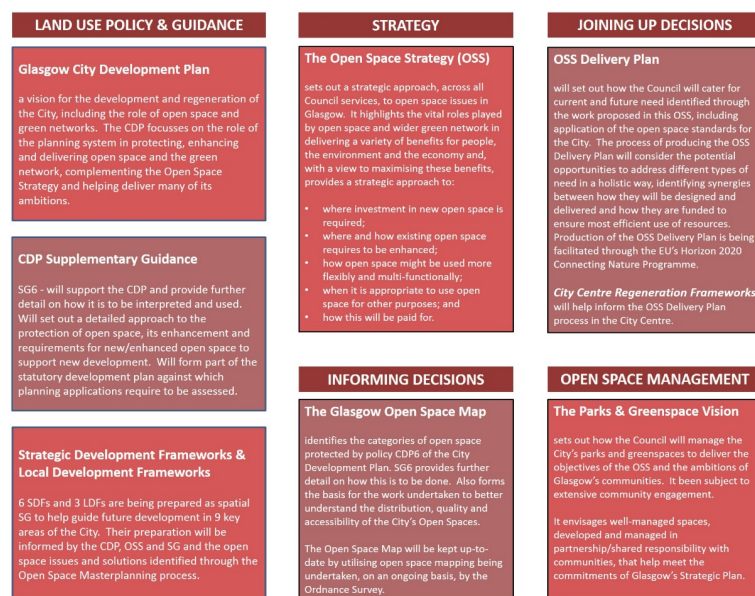 LAND USE POLICY & GUIDANCE
Glasgow City Development Plan
a vision for the development and regeneration of
the City, including the role of open space and
green networks. The CDP focusses on the role of
the planning system in protecting, enhancing
and delivering open space and the green
network, complementing the Open Space
Strategy and helping deliver many of its
ambitions.
CDP Supplementary Guidance
SG6 - will support the CDP and provide further
detail on how it is to be interpreted and used.
Will set out a detailed approach to the
protection of open space, its enhancement and
requirements for new/enhanced open space to
support new development. Will form part of the
statutory development plan against which
planning applications require to be assessed.
Strategic Development Frameworks &
Local Development Frameworks
6 SDFs and 3 LDFs are being prepared as spatial
SG to help guide future development in 9 key
areas of the City. Their preparation will be
informed by the CDP, OSS and SG and the open
space issues and solutions identified through the
Open Space Masterplanning process.
STRATEGY
The Open Space Strategy (OSS)
sets out a strategic approach, across all
Council services, to open space issues in
Glasgow. It highlights the vital roles played
by open space and wider green network in
delivering a variety of benefits for people,
the environment and the economy and,
with a view to maximising these benefits,
provides a strategic approach to:
• where investment in new open space is
required;
• where and how existing open space
requires to be enhanced;
• how open space might be used more
flexibly and multi-functionally;
• when it is appropriate to use open
space for other purposes; and
• how this will be paid for.
INFORMING DECISIONS
The Glasgow Open Space Map
identifies the categories of open space
protected by policy CDP6 of the City
Development Plan. SG6 provides further
detail on how this is to be done. Also forms
the basis for the work undertaken to better
understand the distribution, quality and
accessibility of the City's Open Spaces.
The Open Space Map will be kept up-to-
date by utilising open space mapping being
undertaken, on an ongoing basis, by the
Ordnance Survey.
JOINING UP DECISIONS
OSS Delivery Plan
will set out how the Council will cater for
current and future need identified through
the work proposed in this OSS, including
application of the open space standards for
the City. The process of producing the OSS
Delivery Plan will consider the potential
opportunities to address different types of
need in a holistic way, identifying synergies
between how they will be designed and
delivered and how they are funded to
ensure most efficient use of resources.
Production of the OSS Delivery Plan is being
facilitated through the EU's Horizon 2020
Connecting Nature Programme.
City Centre Regeneration Frameworks
will help inform the OSS Delivery Plan
process in the City Centre.
OPEN SPACE MANAGEMENT
The Parks & Greenspace Vision
sets out how the Council will manage the
City's parks and greenspaces to deliver the
objectives of the OSS and the ambitions of
Glasgow's communities. It been subject to
extensive community engagement.
It envisages well-managed spaces,
developed and managed in
partnership/shared responsibility with
communities, that help meet the
commitments of Glasgow's Strategic Plan.